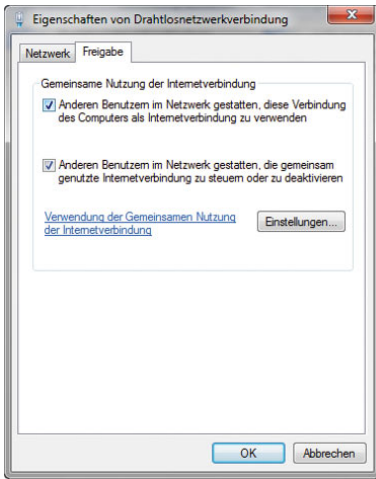 Eigenschaften von Drahtlosnetzwerkverbindung
Netzwerk Freigabe
Gemeinsame Nutzung der Internetverbindung
Anderen Benutzern im Netzwerk gestatten, diese Verbindung
des Computers als Internetverbindung zu verwenden
Anderen Benutzern im Netzwerk gestatten, die gemeinsam
genutzte Internetverbindung zu steuern oder zu deaktivieren
Verwendung der Gemeinsamen Nutzung
der Internetverbindung
Einstellungen...
OK Abbrechen